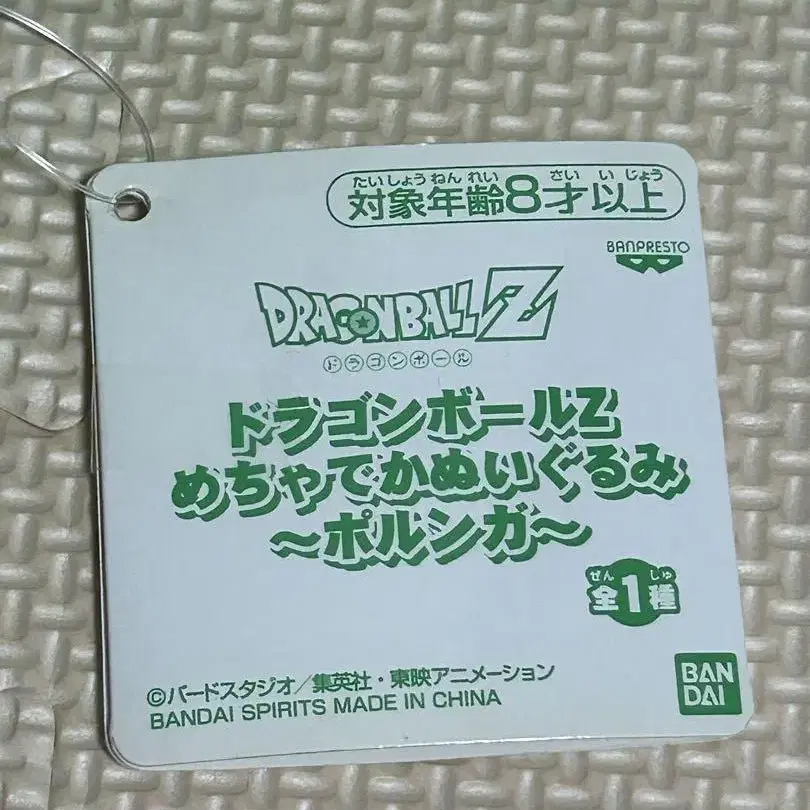 たいしょうねんれい さいいじょう
対象年齢8才以上
BANPRESTO
DRAGONBALL Z
ドラゴンボール
ドラゴンボールZ
めちゃでかぬいぐるみ
〜ポルンガ〜
ぜん しゅ
全1種
©バードスタジオ/集英社・東映アニメーション
BANDAI SPIRITS MADE IN CHINA
BAN
DAI